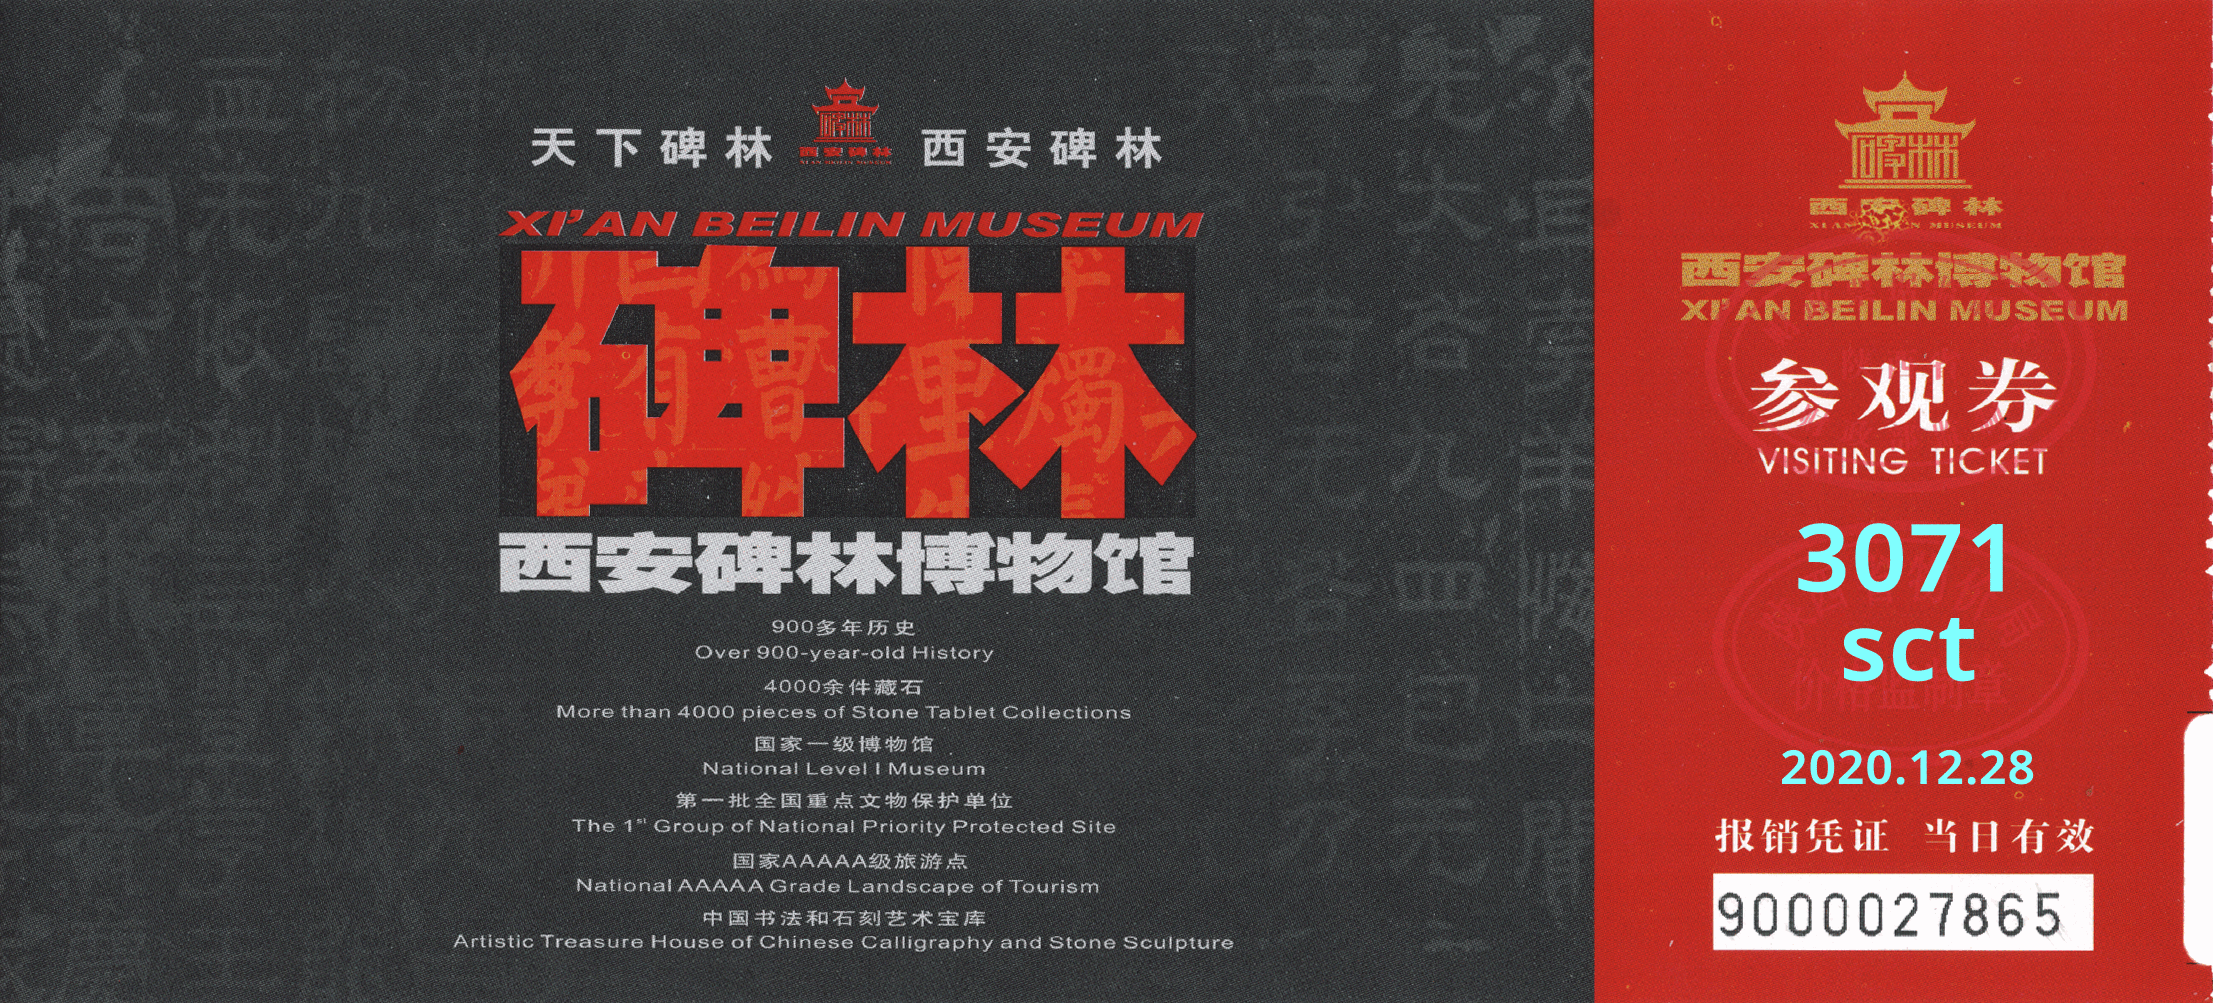 天下碑林
西安碑林
西安碑林
XI'AN BEILIN MUSEUM
碑林
西安碑林博物馆
900多年历史
Over 900-year-old History
4000余件藏石
More than 4000 pieces of Stone Tablet Collections
国家一级博物馆
National Level I Museum
第一批全国重点文物保护单位
The 1st Group of National Priority Protected Site
国家AAAAA级旅游点
National AAAAA Grade Landscape of Tourism
中国书法和石刻艺术宝库
Artistic Treasure House of Chinese Calligraphy and Stone Sculpture
西安碑林
西安碑林博物馆
XI'AN BEILIN MUSEUM
参观券
VISITING TICKET
3071
sct
2020.12.28
报销凭证 当日有效
9000027865